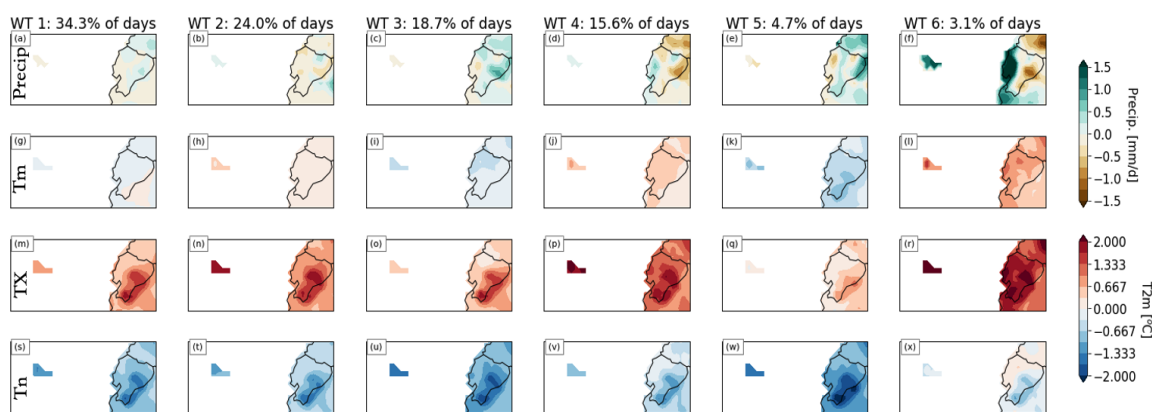 WT 1: 34.3% of days
WT 2: 24.0% of days
WT 3: 18.7% of days
WT 4: 15.6% of days
WT 5: 4.7% of days
WT 6: 3.1% of days
Precip
(a)
(b)
(c)
(d)
(e)
(f)
1.5
1.0
0.5
0.0
−0.5
−1.0
−1.5
Precip. [mm/d]
Tm
(g)
(h)
(i)
(j)
(k)
(l)
TX
(m)
(n)
(o)
(p)
(q)
(r)
2.000
1.333
0.667
0.000
−0.667
−1.333
−2.000
T2m [°C]
Tn
(s)
(t)
(u)
(v)
(w)
(x)